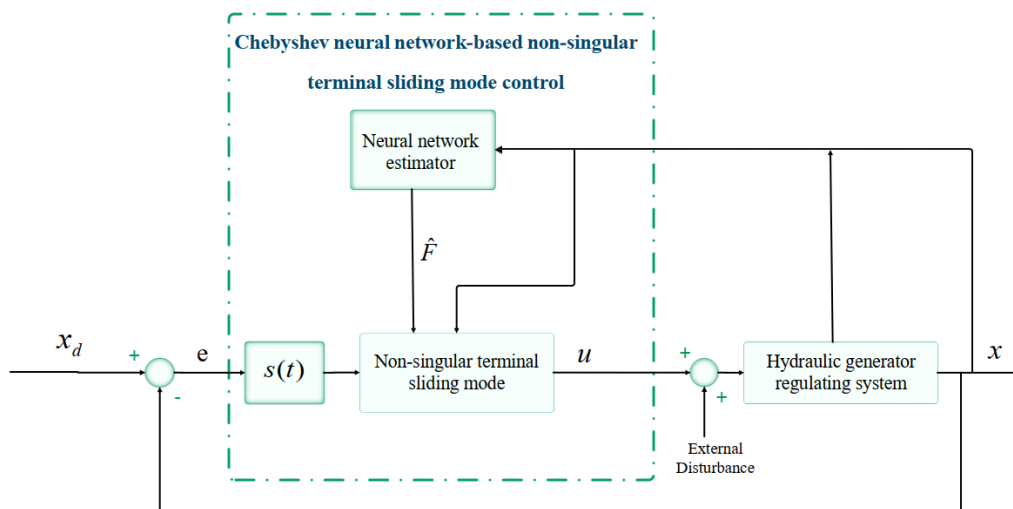 Chebyshev neural network-based non-singular
terminal sliding mode control
Neural network
estimator
F̂
x_d
+
-
e
s(t)
Non-singular terminal
sliding mode
u
+
+
Hydraulic generator
regulating system
x
External
Disturbance